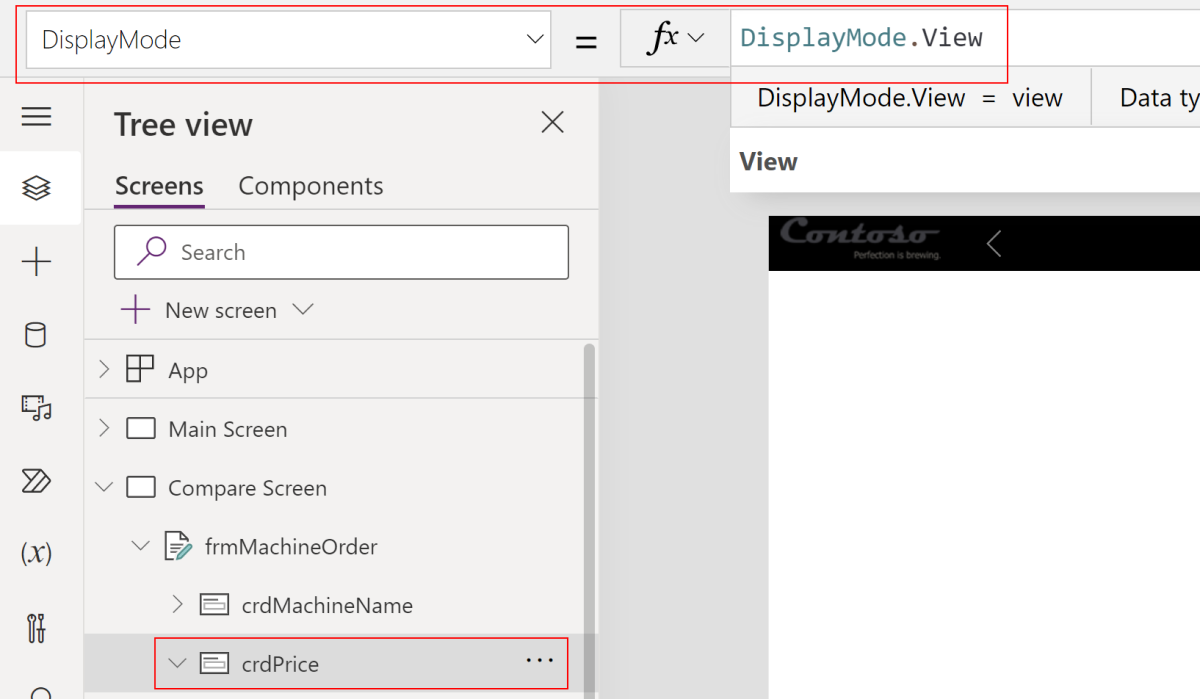 DisplayMode = fx DisplayMode.View
DisplayMode.View = view Data ty
View
Tree view
Screens Components
Search
New screen
App
Main Screen
Compare Screen
frmMachineOrder
crdMachineName
crdPrice ...
(x)
Contoso
Perfection is brewing.